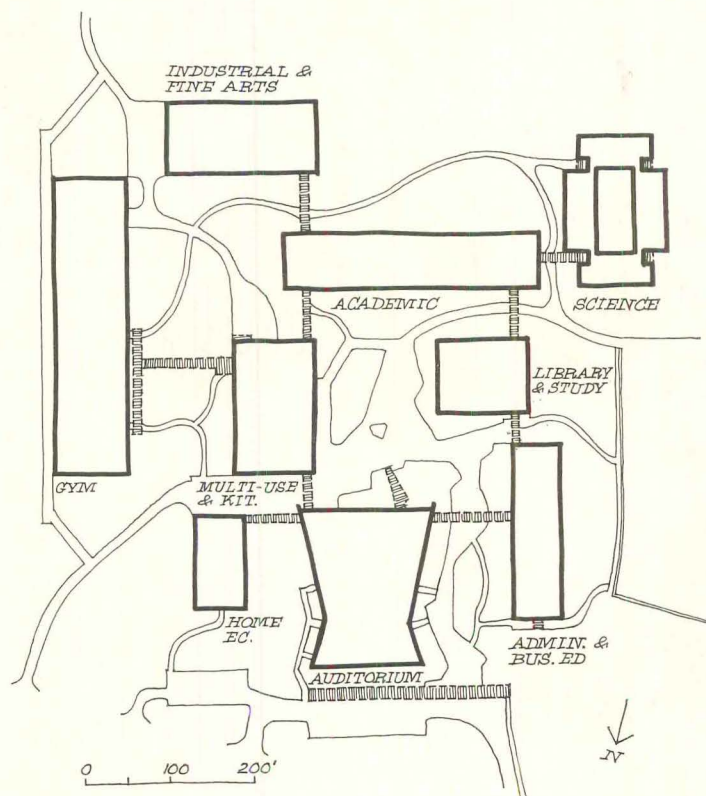 INDUSTRIAL &
FINE ARTS
ACADEMIC
SCIENCE
LIBRARY
& STUDY
GYM
MULTI-USE
& KIT.
HOME
EC.
AUDITORIUM
ADMIN. &
BUS. ED
N
0 100 200'